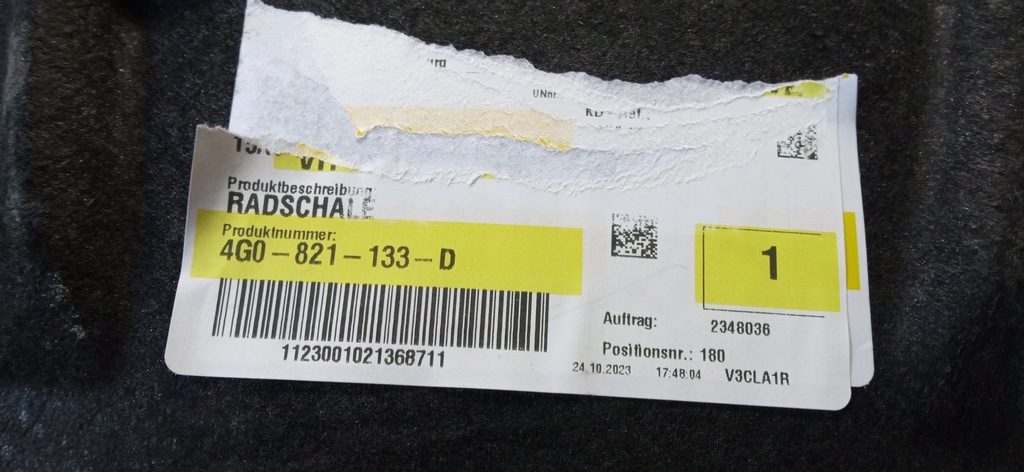 UNnr.
Produktbeschreibung:
RADSCHALE
Produktnummer:
4G0-821-133-D
1
1123001021368711
Auftrag: 2348036
Positionsnr.: 180
24.10.2023 17:48:04 V3CLA1R